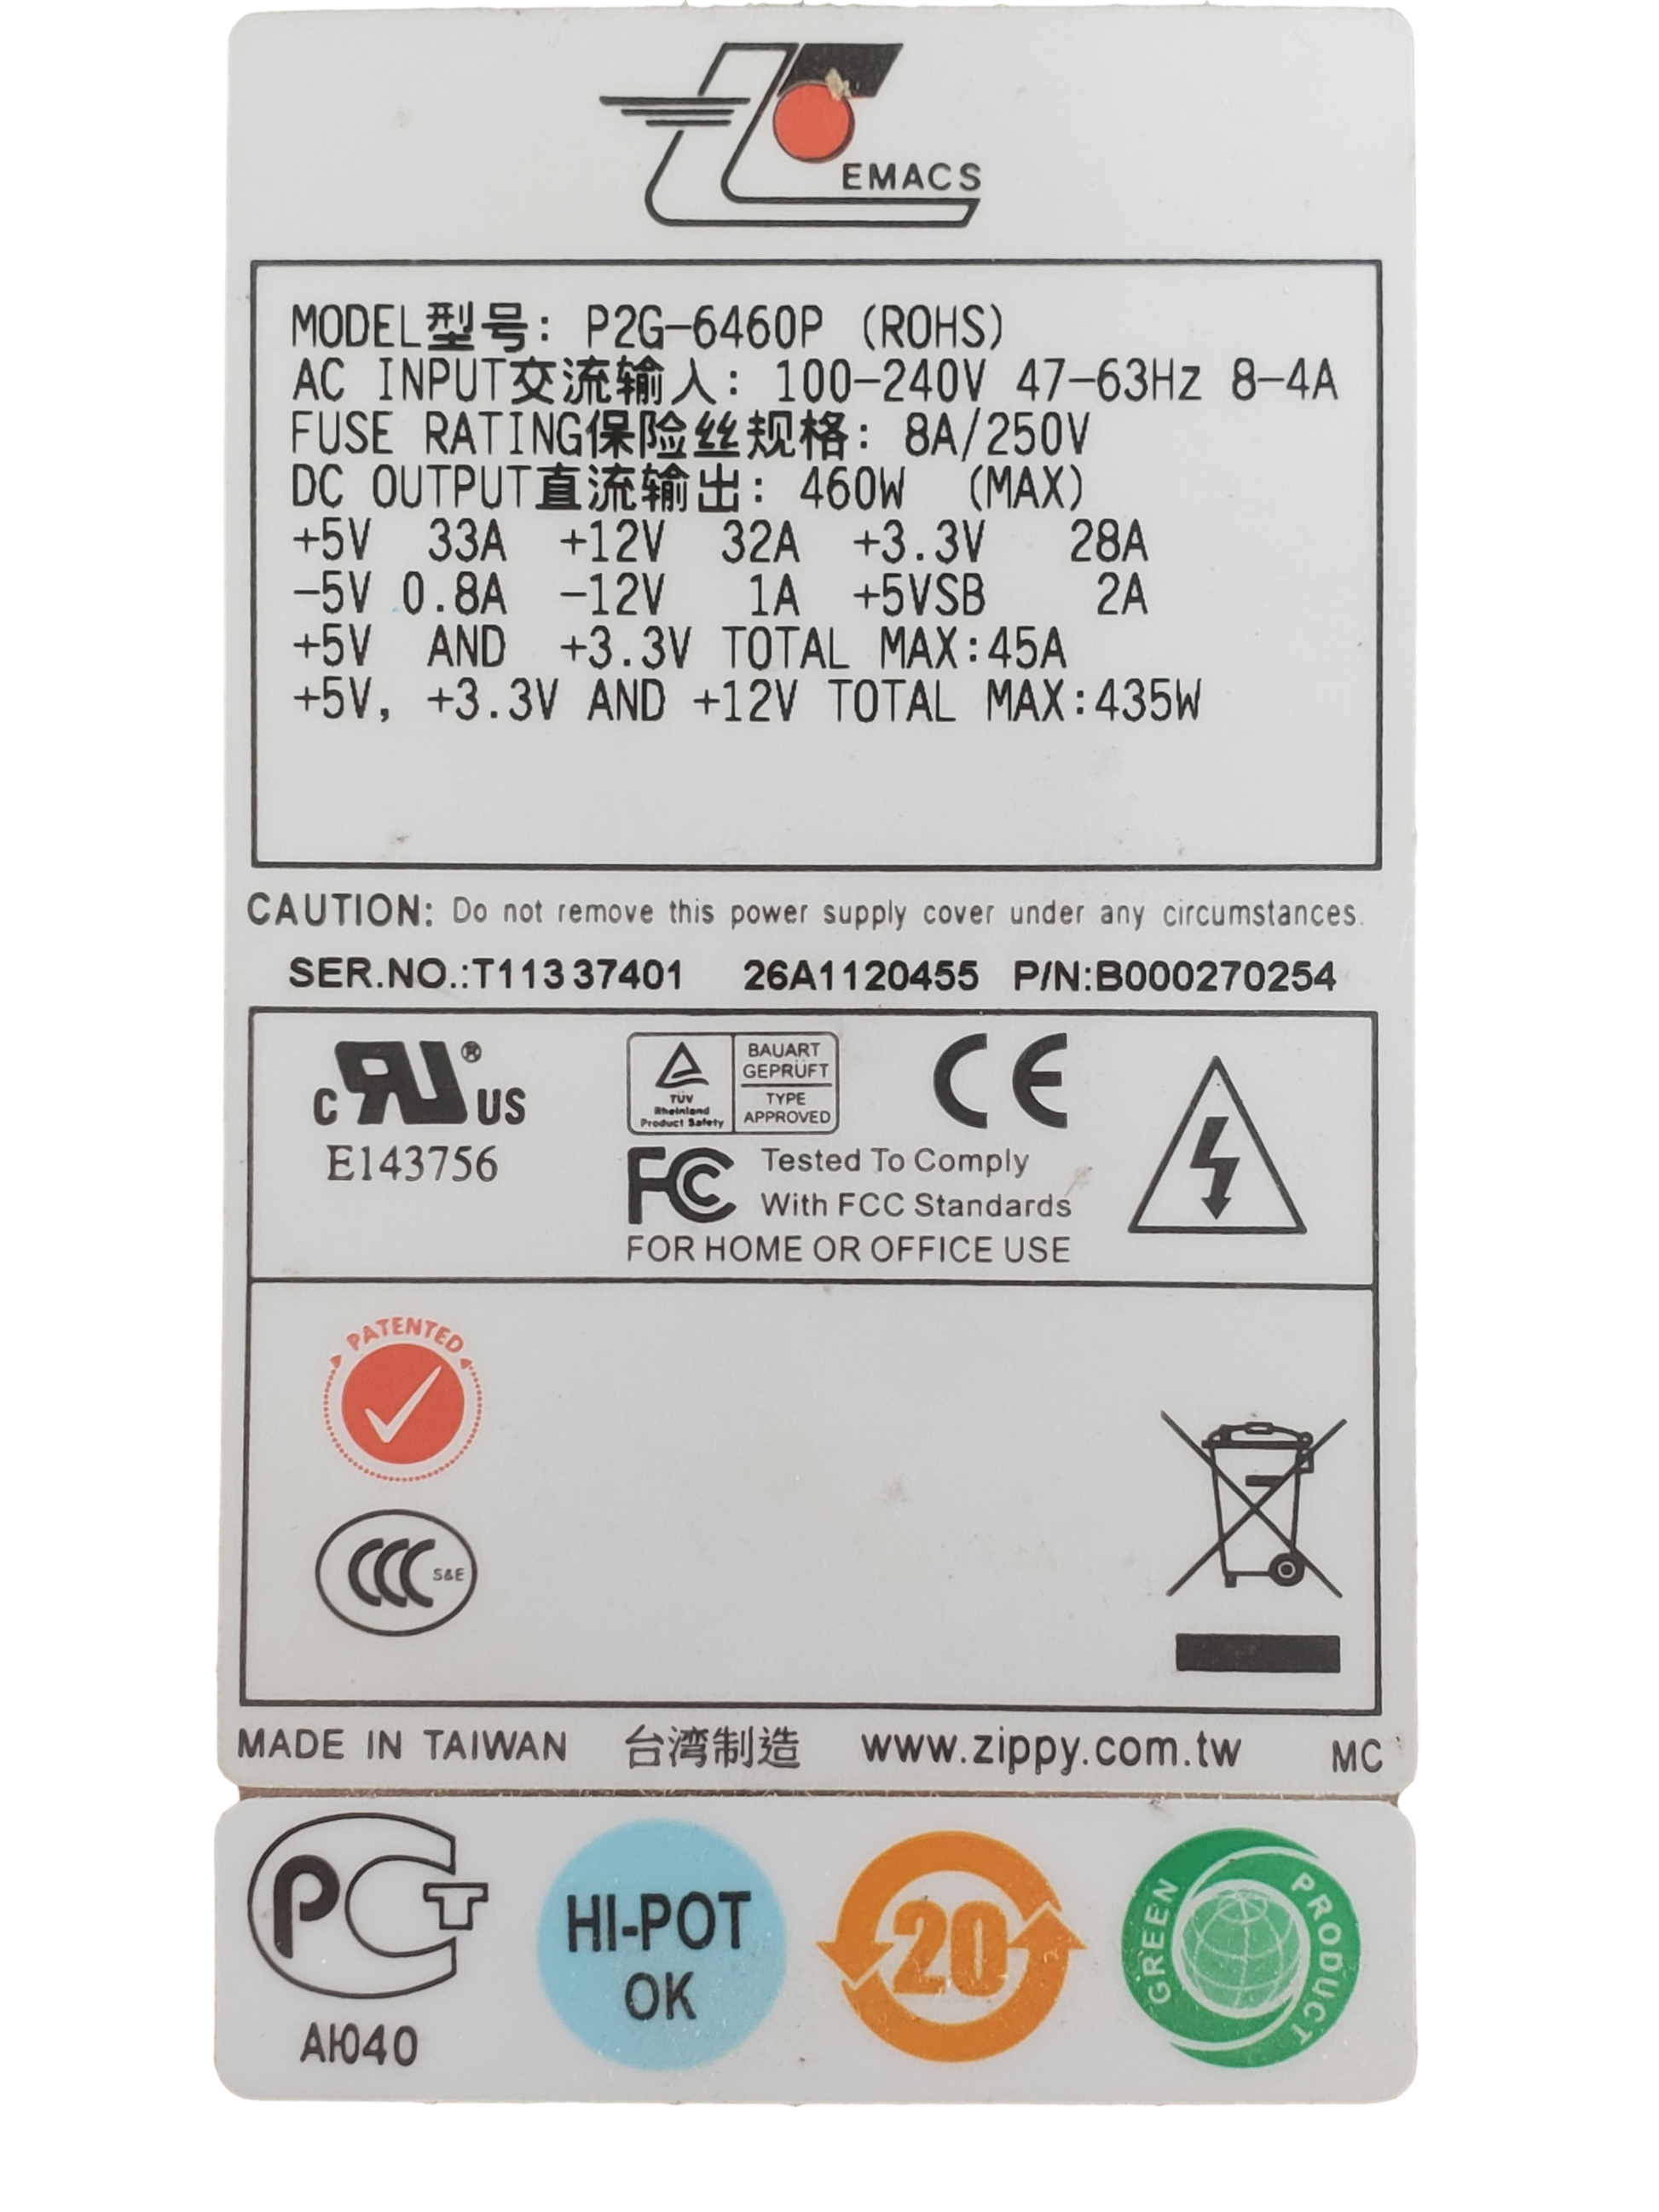 EMACS
MODEL型号: P2G-6460P (ROHS)
AC INPUT交流输入: 100-240V 47-63Hz 8-4A
FUSE RATING保险丝规格: 8A/250V
DC OUTPUT直流输出: 460W (MAX)
+5V 33A +12V 32A +3.3V 28A
-5V 0.8A -12V 1A +5VSB 2A
+5V AND +3.3V TOTAL MAX:45A
+5V, +3.3V AND +12V TOTAL MAX:435W
CAUTION: Do not remove this power supply cover under any circumstances.
SER.NO.:T11337401 26A1120455 P/N:B000270254
C RU ® US
E143756
TÜV
Rheinland
Product Safety
BAUART
GEPRÜFT
TYPE
APPROVED
CE
FC Tested To Comply
With FCC Standards
FOR HOME OR OFFICE USE
PATENTED
CCC S&E
MADE IN TAIWAN 台湾制造 www.zippy.com.tw MC
РСТ
АЮ40
HI-POT
OK
20
GREEN PRODUCT